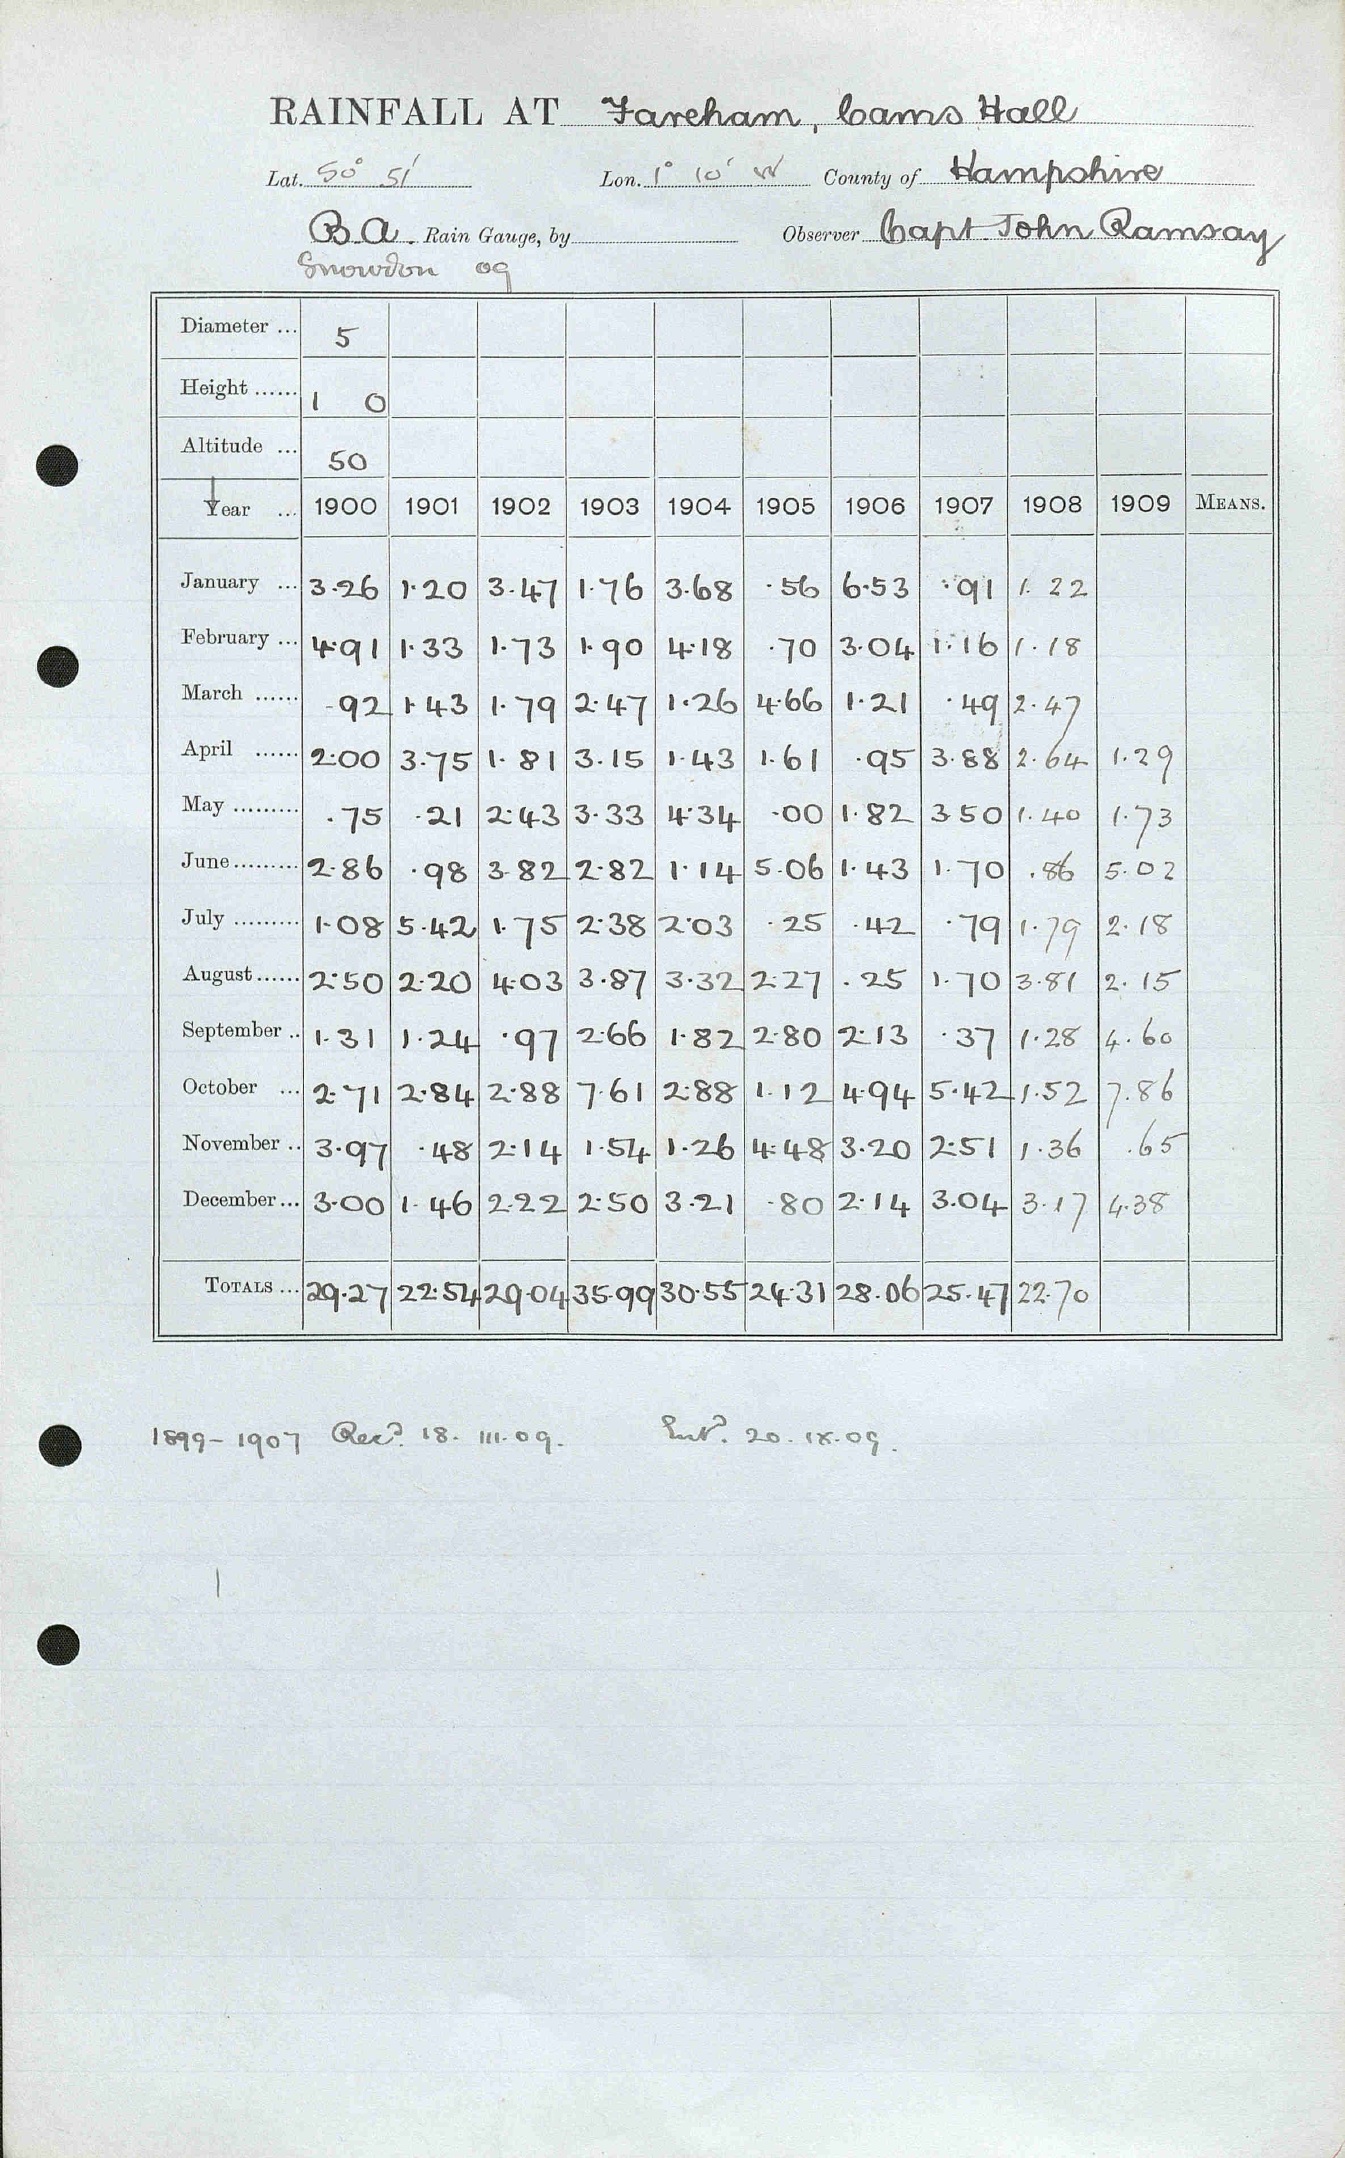 RAINFALL AT Fareham, Cams Hall
Lat. 50° 51' Lon. 1° 10' W County of Hampshire
B.A. Rain Gauge, by Observer Capt John Ramsay
Snowdon 09
Diameter ... 5
Height ...... 1 0
Altitude ... 50
Year ... 1900 1901 1902 1903 1904 1905 1906 1907 1908 1909 MEANS.
January ... 3.26 1.20 3.47 1.76 3.68 .56 6.53 .91 1.22
February ... 4.91 1.33 1.73 1.90 4.18 .70 3.04 1.16 1.18
March ...... .92 1.43 1.79 2.47 1.26 4.66 1.21 .49 2.47
April ...... 2.00 3.75 1.81 3.15 1.43 1.61 .95 3.88 2.64 1.29
May ......... .75 .21 2.43 3.33 4.34 .00 1.82 3.50 1.40 1.73
June ......... 2.86 .98 3.82 2.82 1.14 5.06 1.43 1.70 .86 5.02
July ......... 1.08 5.42 1.75 2.38 2.03 .25 .42 .79 1.79 2.18
August ...... 2.50 2.20 4.03 3.87 3.32 2.27 .25 1.70 3.81 2.15
September .. 1.31 1.24 .97 2.66 1.82 2.80 2.13 .37 1.28 4.60
October ... 2.71 2.84 2.88 7.61 2.88 1.12 4.94 5.42 1.52 7.86
November .. 3.97 .48 2.14 1.54 1.26 4.48 3.20 2.51 1.36 .65
December ... 3.00 1.46 2.22 2.50 3.21 .80 2.14 3.04 3.17 4.38
TOTALS ... 29.27 22.54 29.04 35.99 30.55 24.31 28.06 25.47 22.70
1899-1907 Recd. 18.III.09. Entd. 20.IX.09.